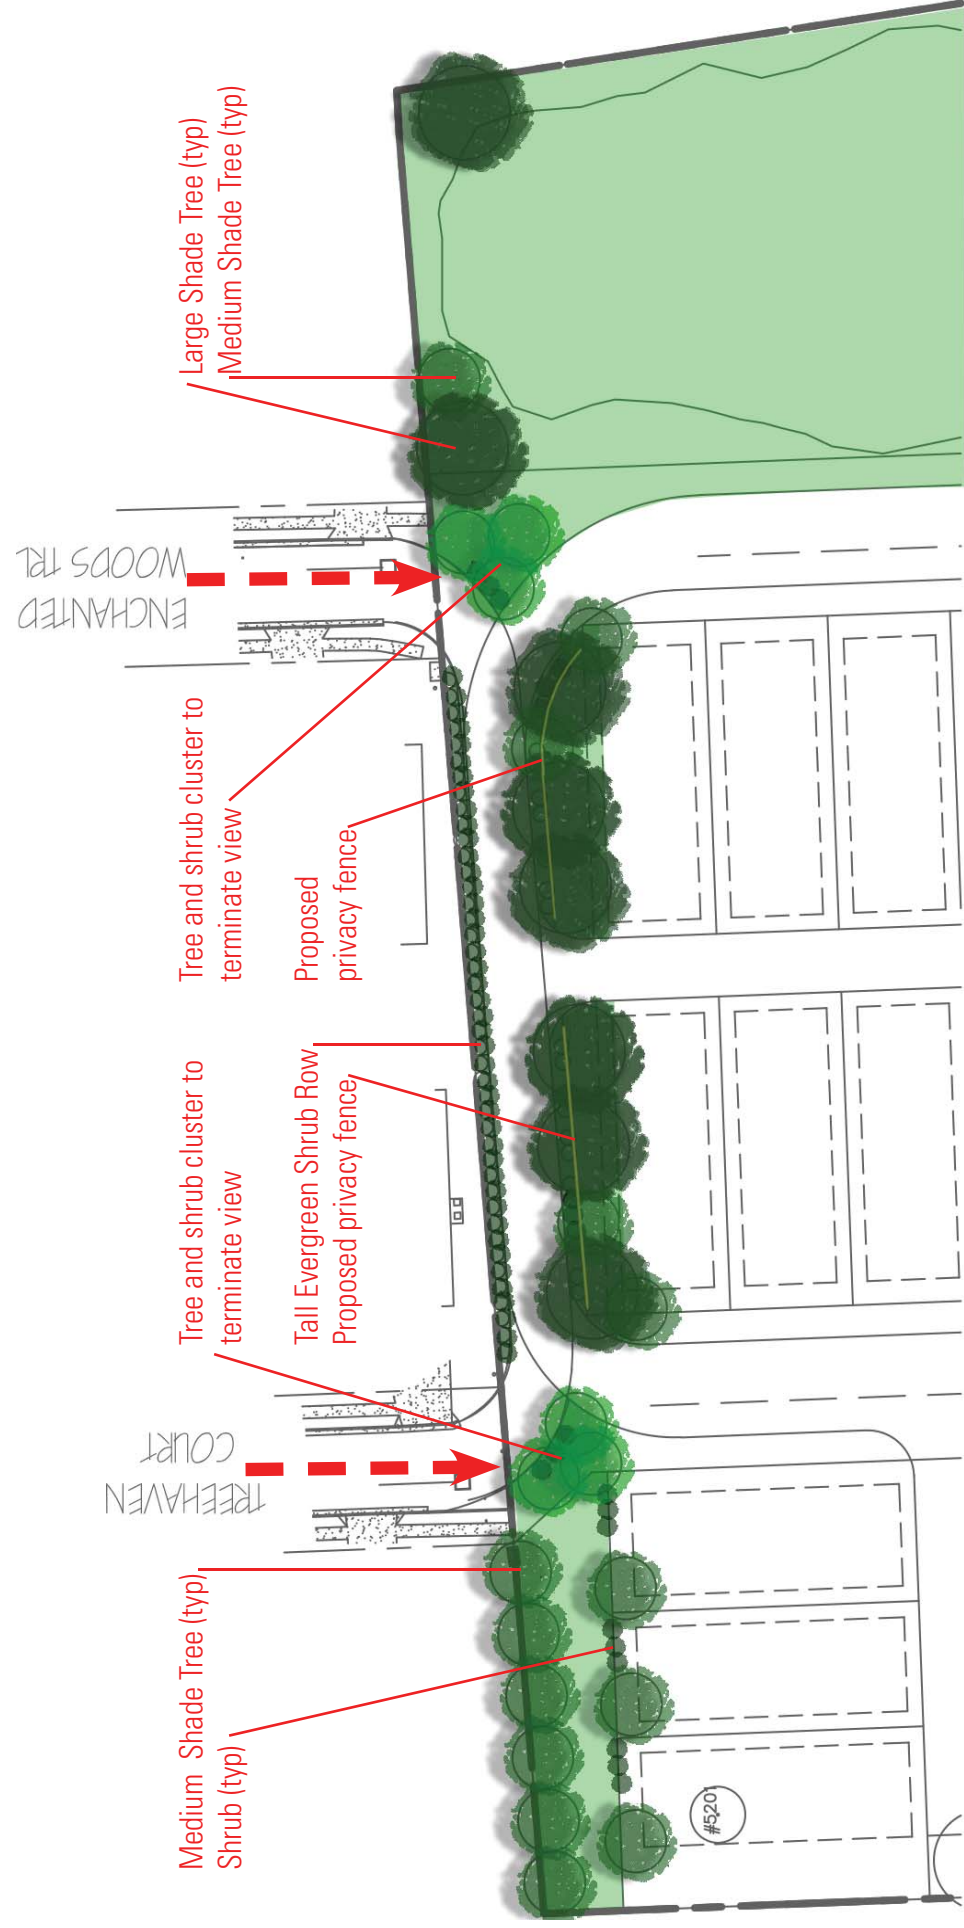 Medium Shade Tree (typ)
Shrub (typ)
Tree and shrub cluster to
terminate view
Tall Evergreen Shrub Row
Proposed privacy fence
Tree and shrub cluster to
terminate view
Proposed
privacy fence
Large Shade Tree (typ)
Medium Shade Tree (typ)
TREEHAVEN
COURT
ENCHANTED
WOODS TRL
#5201